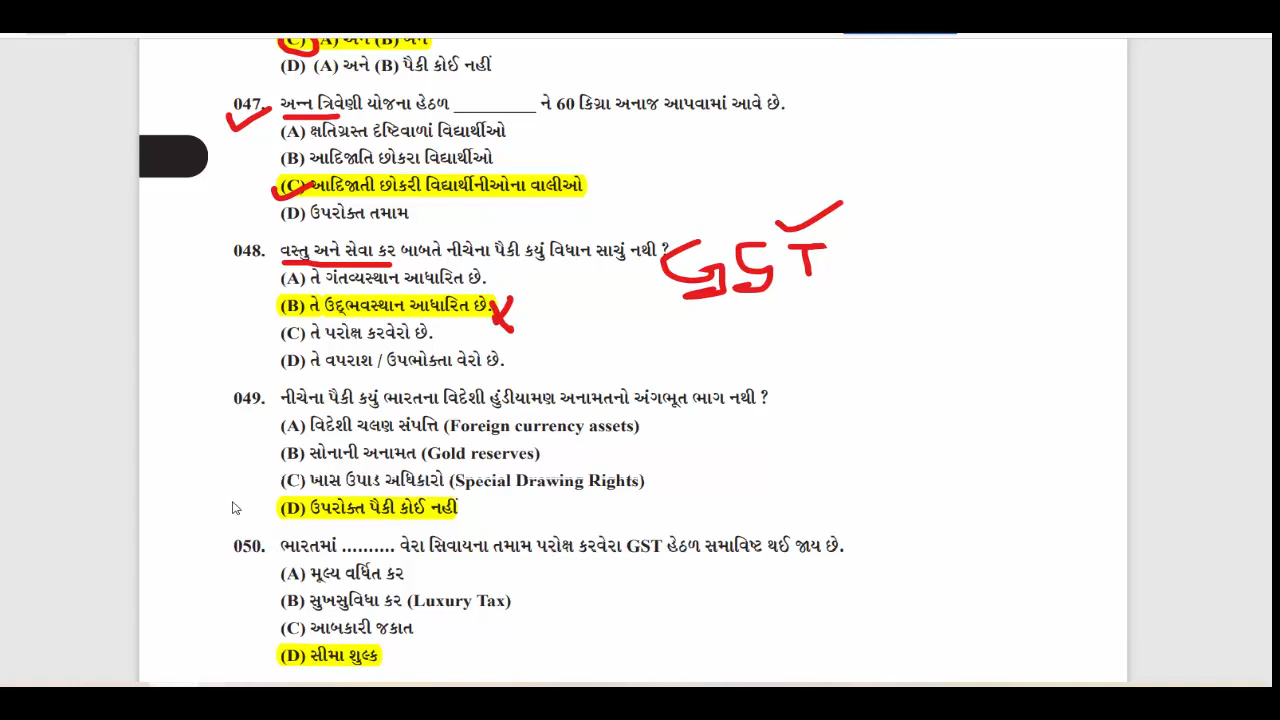 (C) (A) અને (B) બંને
(D) (A) અને (B) પૈકી કોઈ નહીં
047. અન્ન ત્રિવેણી યોજના હેઠળ _________ ને 60 કિગ્રા અનાજ આપવામાં આવે છે.
(A) ક્ષતિગ્રસ્ત દૃષ્ટિવાળાં વિદ્યાર્થીઓ
(B) આદિજાતિ છોકરા વિદ્યાર્થીઓ
(C) આદિજાતી છોકરી વિદ્યાર્થીનીઓના વાલીઓ
(D) ઉપરોક્ત તમામ
048. વસ્તુ અને સેવા કર બાબતે નીચેના પૈકી કયું વિધાન સાચું નથી ? GST
(A) તે ગંતવ્યસ્થાન આધારિત છે.
(B) તે ઉદ્દભવસ્થાન આધારિત છે.
(C) તે પરોક્ષ કરવેરો છે.
(D) તે વપરાશ / ઉપભોક્તા વેરો છે.
049. નીચેના પૈકી કયું ભારતના વિદેશી હુંડીયામણ અનામતનો અંગભૂત ભાગ નથી ?
(A) વિદેશી ચલણ સંપત્તિ (Foreign currency assets)
(B) સોનાની અનામત (Gold reserves)
(C) ખાસ ઉપાડ અધિકારો (Special Drawing Rights)
(D) ઉપરોક્ત પૈકી કોઈ નહીં
050. ભારતમાં .......... વેરા સિવાયના તમામ પરોક્ષ કરવેરા GST હેઠળ સમાવિષ્ટ થઈ જાય છે.
(A) મૂલ્ય વર્ધિત કર
(B) સુખસુવિધા કર (Luxury Tax)
(C) આબકારી જકાત
(D) સીમા શુલ્ક